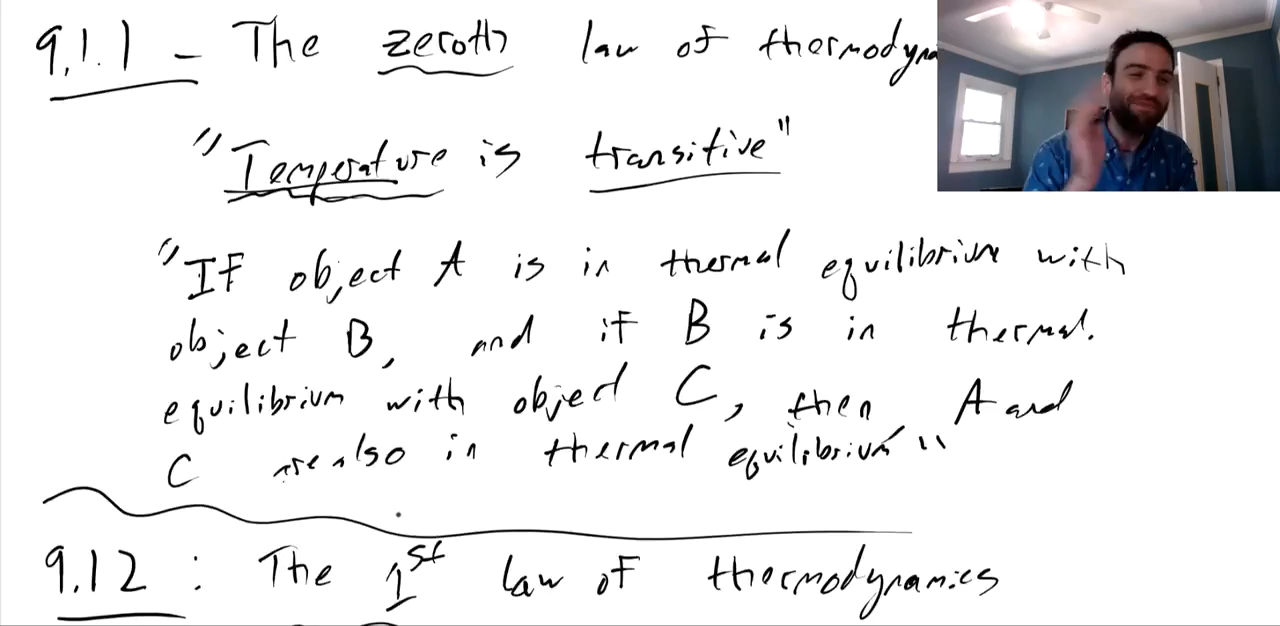 9.1.1 - The zeroth law of thermodyna
"Temperature is transitive"
"If object A is in thermal equilibrium with
object B, and if B is in thermal.
equilibrium with object C, then A and
C are also in thermal equilibrium"
9.12 : The 1st law of thermodynamics